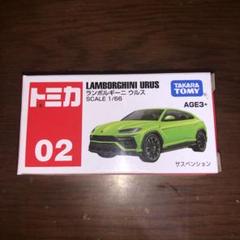 トミカ
LAMBORGHINI URUS
ランボルギーニ ウルス
SCALE 1/66
TAKARA TOMY
AGE3+
02
サスペンション